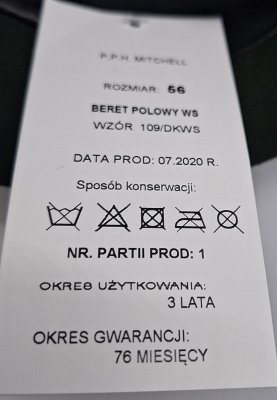 P.P.H. MITCHELL
ROZMIAR: 56
BERET POLOWY WS
WZÓR 109/DKWS
DATA PROD: 07.2020 R.
Sposób konserwacji:
NR. PARTII PROD: 1
OKRES UŻYTKOWANIA:
3 LATA
OKRES GWARANCJI:
76 MIESIĘCY